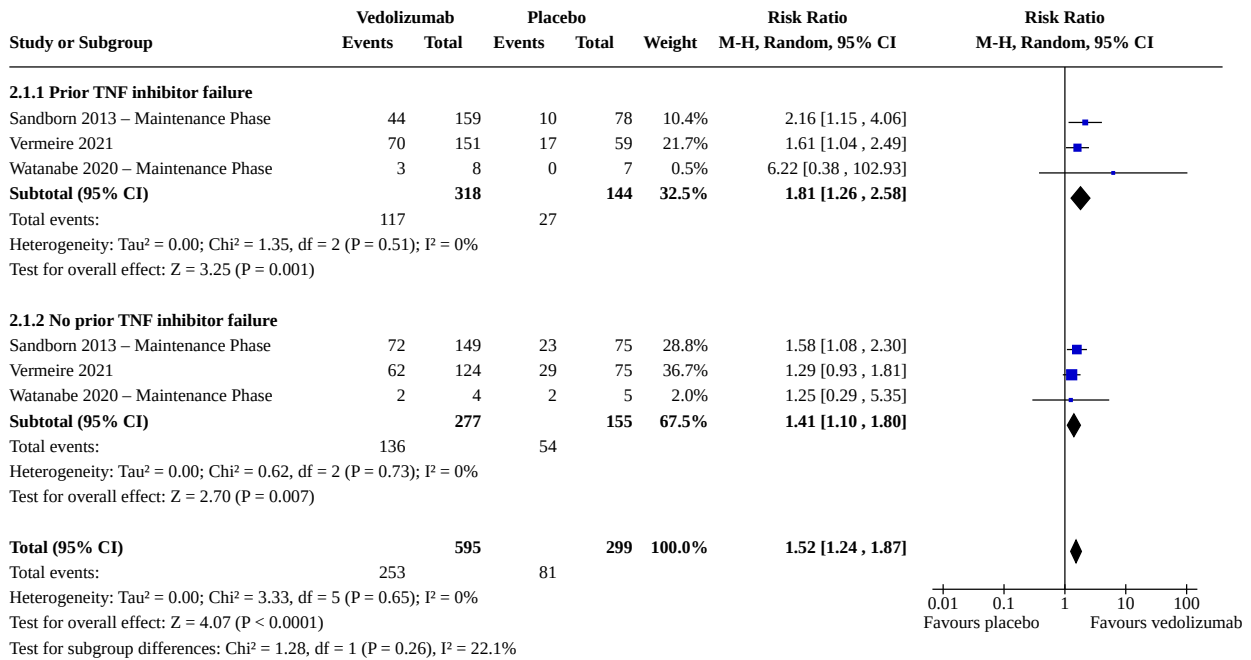 Vedolizumab Placebo Risk Ratio Risk Ratio
Study or Subgroup Events Total Events Total Weight M-H, Random, 95% CI M-H, Random, 95% CI
2.1.1 Prior TNF inhibitor failure
Sandborn 2013 – Maintenance Phase 44 159 10 78 10.4% 2.16 [1.15 , 4.06]
Vermeire 2021 70 151 17 59 21.7% 1.61 [1.04 , 2.49]
Watanabe 2020 – Maintenance Phase 3 8 0 7 0.5% 6.22 [0.38 , 102.93]
Subtotal (95% CI) 318 144 32.5% 1.81 [1.26 , 2.58]
Total events: 117 27
Heterogeneity: Tau² = 0.00; Chi² = 1.35, df = 2 (P = 0.51); I² = 0%
Test for overall effect: Z = 3.25 (P = 0.001)
2.1.2 No prior TNF inhibitor failure
Sandborn 2013 – Maintenance Phase 72 149 23 75 28.8% 1.58 [1.08 , 2.30]
Vermeire 2021 62 124 29 75 36.7% 1.29 [0.93 , 1.81]
Watanabe 2020 – Maintenance Phase 2 4 2 5 2.0% 1.25 [0.29 , 5.35]
Subtotal (95% CI) 277 155 67.5% 1.41 [1.10 , 1.80]
Total events: 136 54
Heterogeneity: Tau² = 0.00; Chi² = 0.62, df = 2 (P = 0.73); I² = 0%
Test for overall effect: Z = 2.70 (P = 0.007)
Total (95% CI) 595 299 100.0% 1.52 [1.24 , 1.87]
Total events: 253 81
Heterogeneity: Tau² = 0.00; Chi² = 3.33, df = 5 (P = 0.65); I² = 0%
0.01 0.1 1 10 100
Test for overall effect: Z = 4.07 (P < 0.0001)
Favours placebo Favours vedolizumab
Test for subgroup differences: Chi² = 1.28, df = 1 (P = 0.26), I² = 22.1%